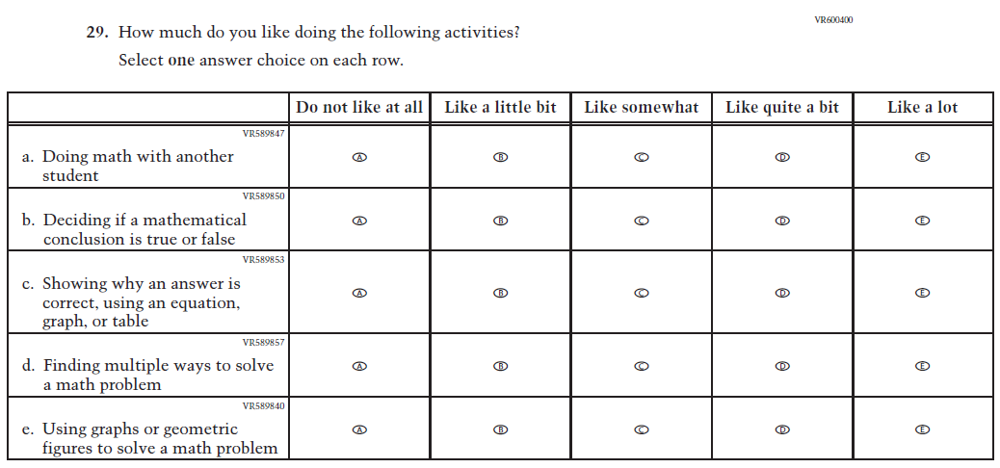 VR600400
29. How much do you like doing the following activities?
Select one answer choice on each row.
Do not like at all Like a little bit Like somewhat Like quite a bit Like a lot
VR589847
a. Doing math with another
student
A B C D E
VR589850
b. Deciding if a mathematical
conclusion is true or false
A B C D E
VR589853
c. Showing why an answer is
correct, using an equation,
graph, or table
A B C D E
VR589857
d. Finding multiple ways to solve
a math problem
A B C D E
VR589840
e. Using graphs or geometric
figures to solve a math problem
A B C D E